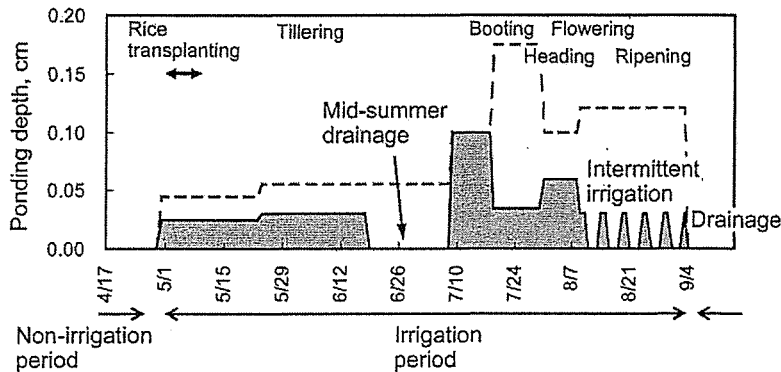 Rice
transplanting
Tillering
Booting
Flowering
Heading
Ripening
Mid-summer
drainage
Intermittent
irrigation
Drainage
Ponding depth, cm
0.20
0.15
0.10
0.05
0.00
4/17
5/1
5/15
5/29
6/12
6/26
7/10
7/24
8/7
8/21
9/4
Non-irrigation
period
Irrigation
period